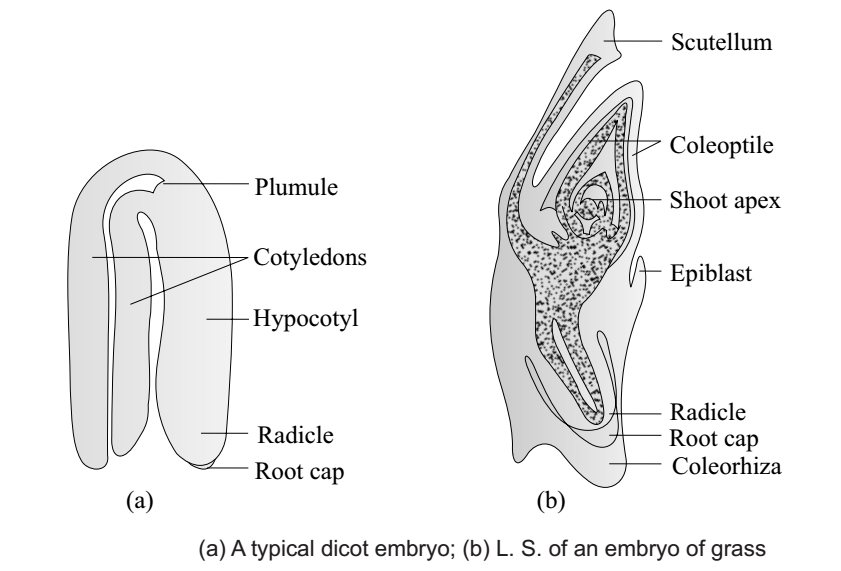 Plumule
Cotyledons
Hypocotyl
Radicle
Root cap
(a)
Scutellum
Coleoptile
Shoot apex
Epiblast
Radicle
Root cap
Coleorhiza
(b)
(a) A typical dicot embryo; (b) L. S. of an embryo of grass